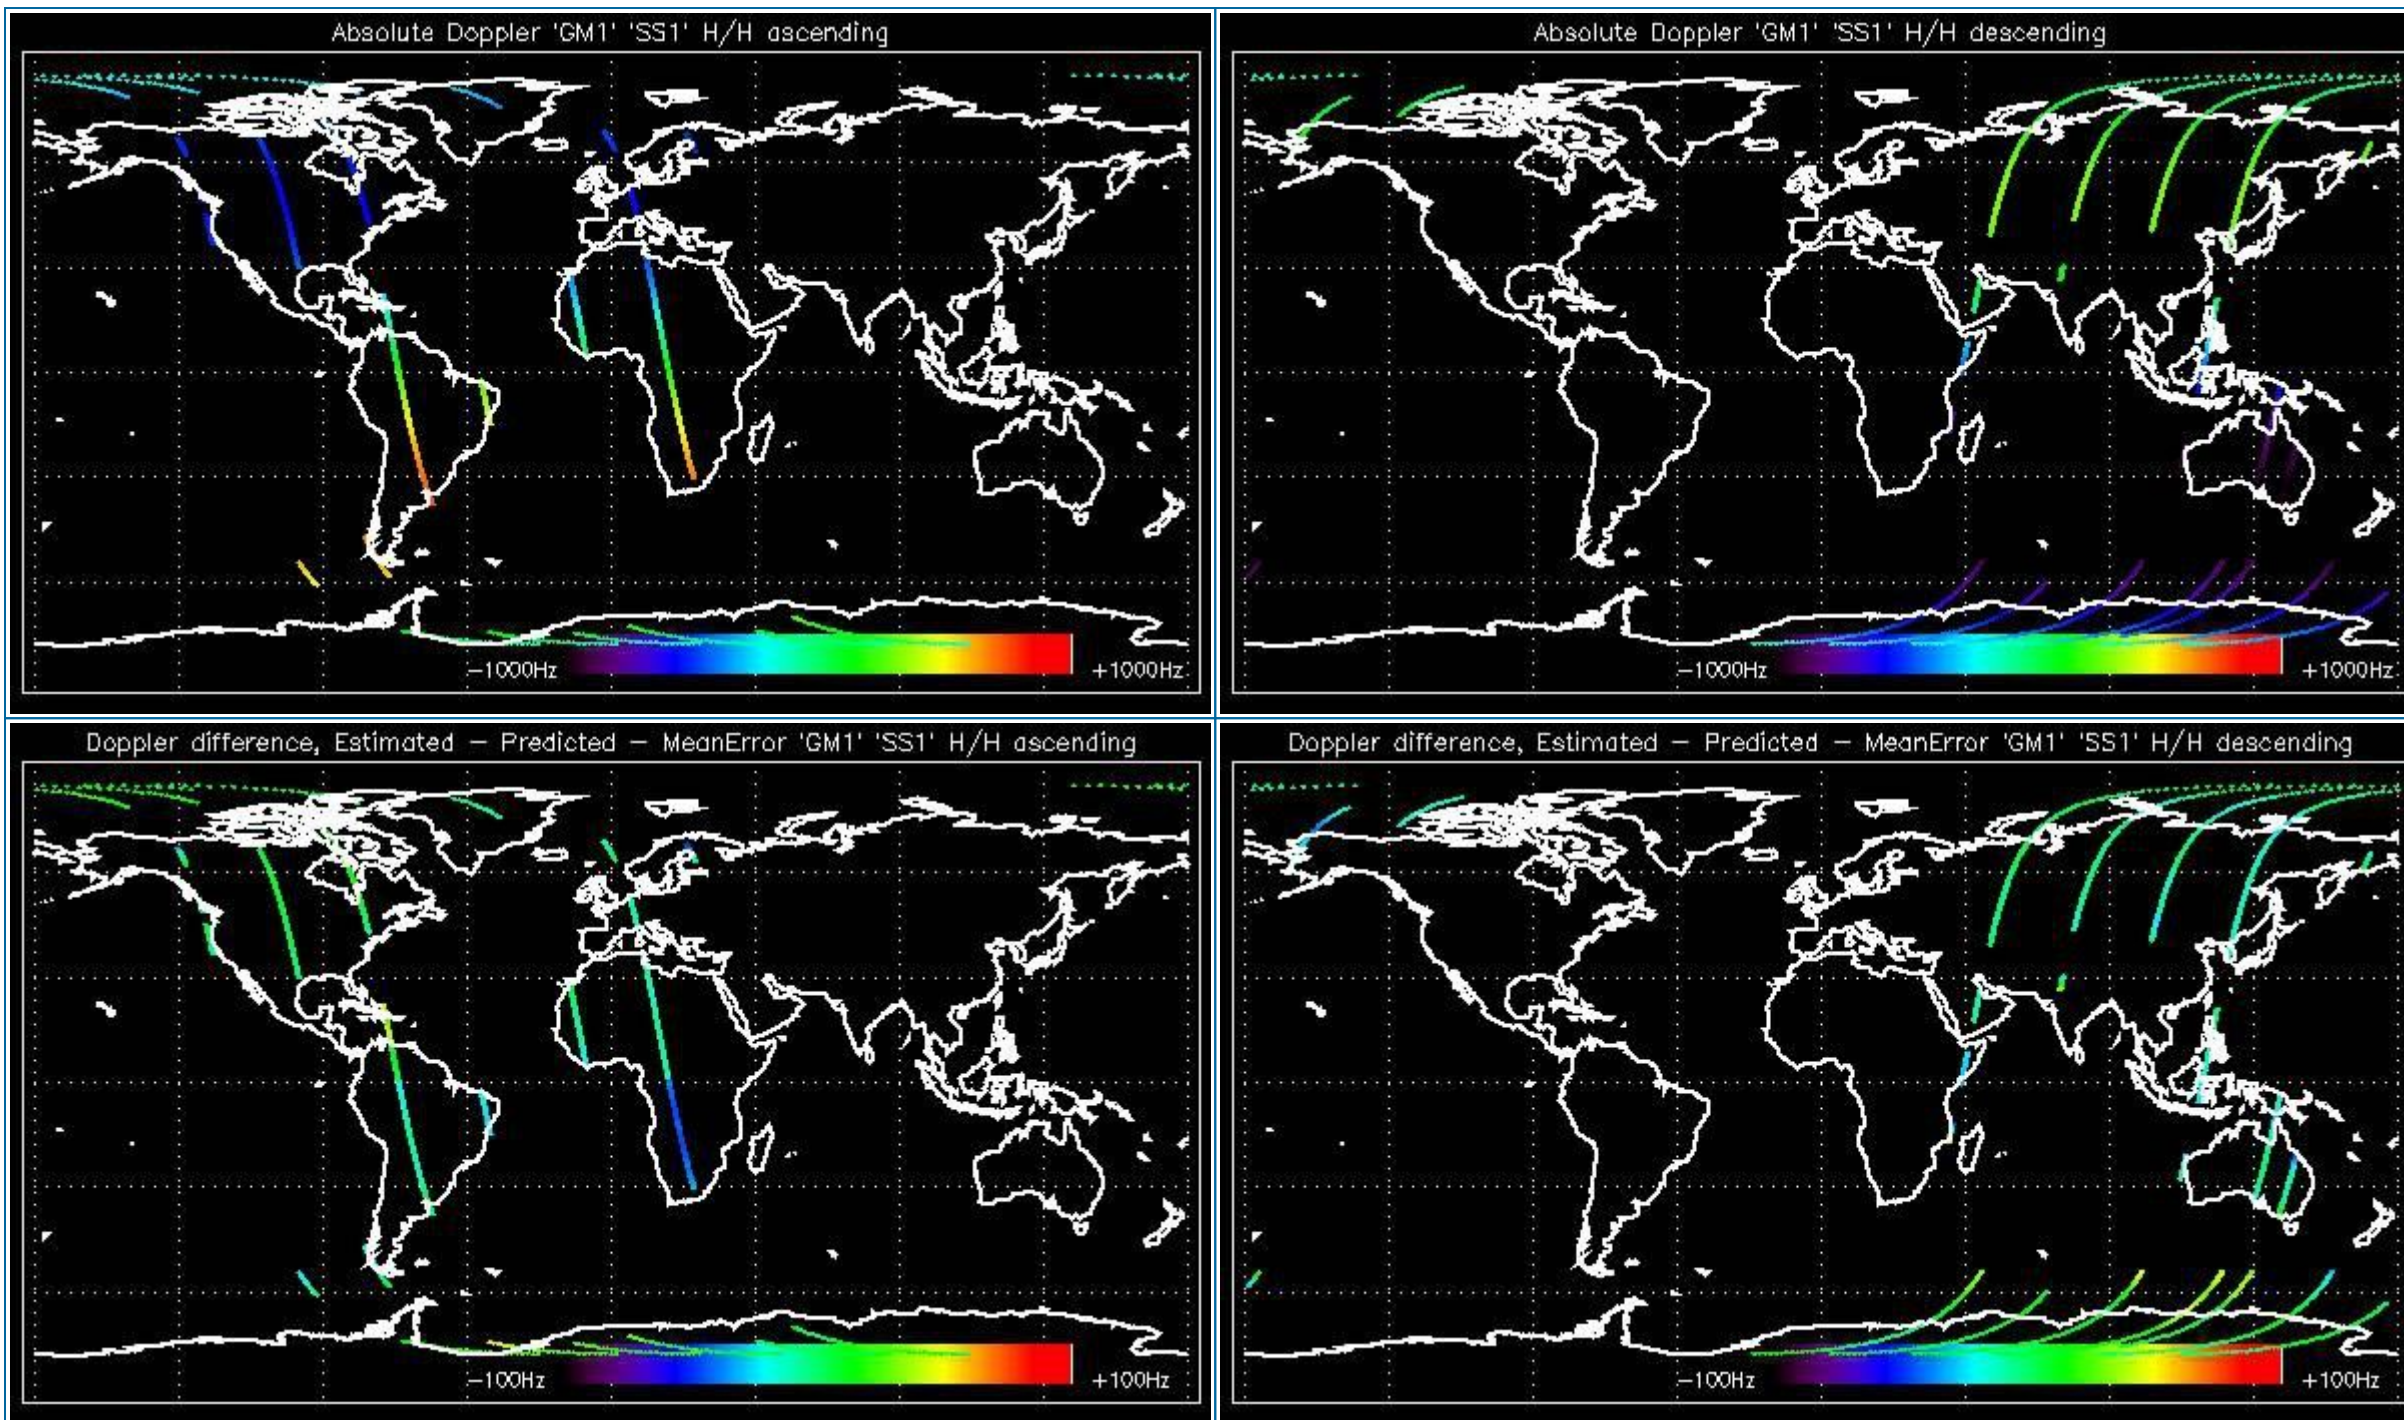 Absolute Doppler 'GM1' 'SS1' H/H ascending
-1000Hz
+1000Hz
Absolute Doppler 'GM1' 'SS1' H/H descending
-1000Hz
+1000Hz
Doppler difference, Estimated - Predicted - MeanError 'GM1' 'SS1' H/H ascending
-100Hz
+100Hz
Doppler difference, Estimated - Predicted - MeanError 'GM1' 'SS1' H/H descending
-100Hz
+100Hz